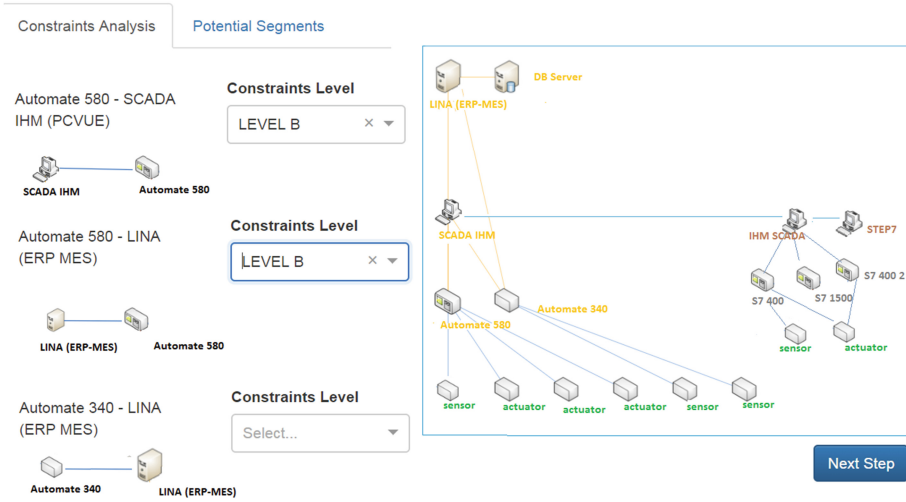 Constraints Analysis
Potential Segments
Automate 580 - SCADA
IHM (PCVUE)
Constraints Level
LEVEL B
SCADA IHM
Automate 580
Automate 580 - LINA
(ERP MES)
Constraints Level
LEVEL B
LINA (ERP-MES)
Automate 580
Automate 340 - LINA
(ERP MES)
Constraints Level
Select...
Automate 340
LINA (ERP-MES)
DB Server
LINA (ERP-MES)
SCADA IHM
IHM SCADA
STEP7
S7 400
S7 1500
S7 400 2
Automate 580
Automate 340
sensor
actuator
sensor
actuator
actuator
actuator
sensor
sensor
Next Step